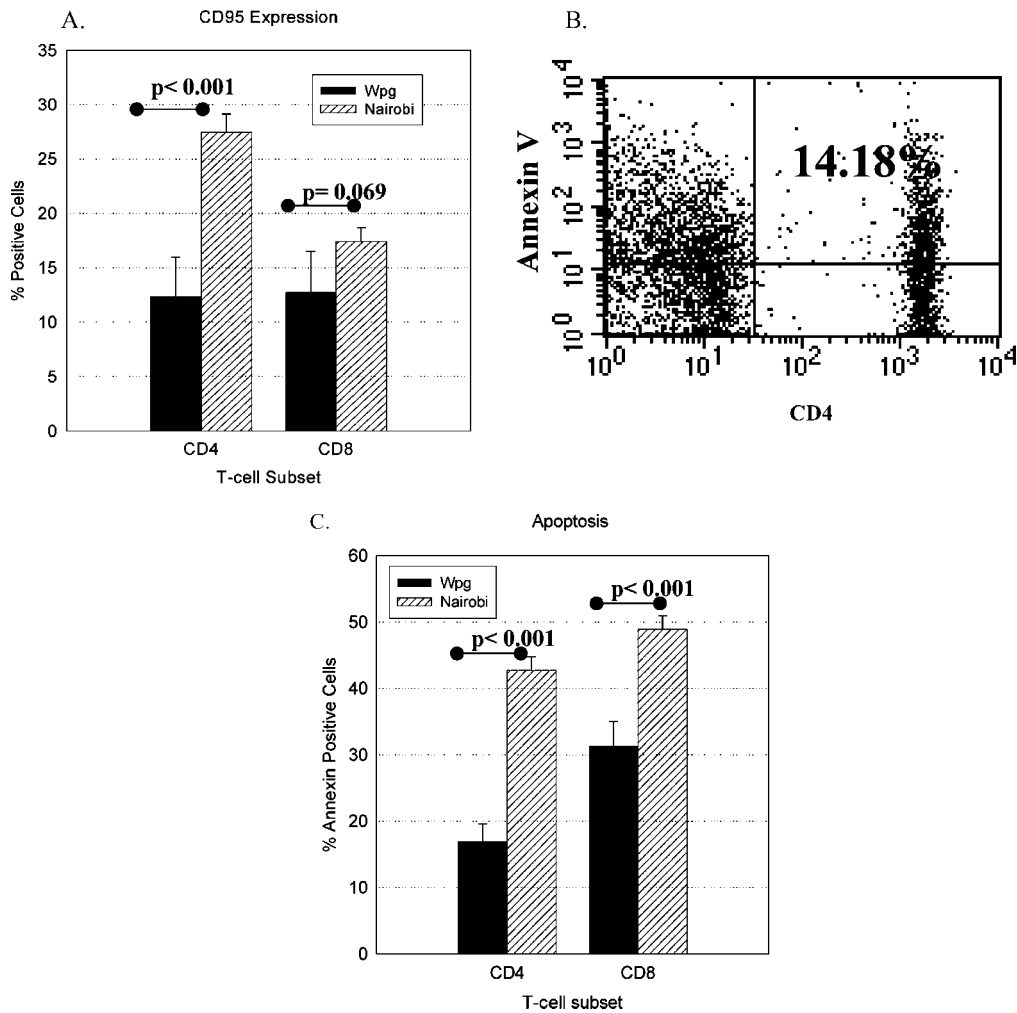 A.
CD95 Expression
35
30
25
20
15
10
5
0
% Positive Cells
p< 0.001
p= 0.069
Wpg
Nairobi
CD4
CD8
T-cell Subset
B.
10^4
10^3
10^2
10^1
10^0
Annexin V
14.18%
10^0
10^1
10^2
10^3
10^4
CD4
C.
Apoptosis
60
50
40
30
20
10
0
% Annexin Positive Cells
Wpg
Nairobi
p< 0.001
p< 0.001
CD4
CD8
T-cell subset